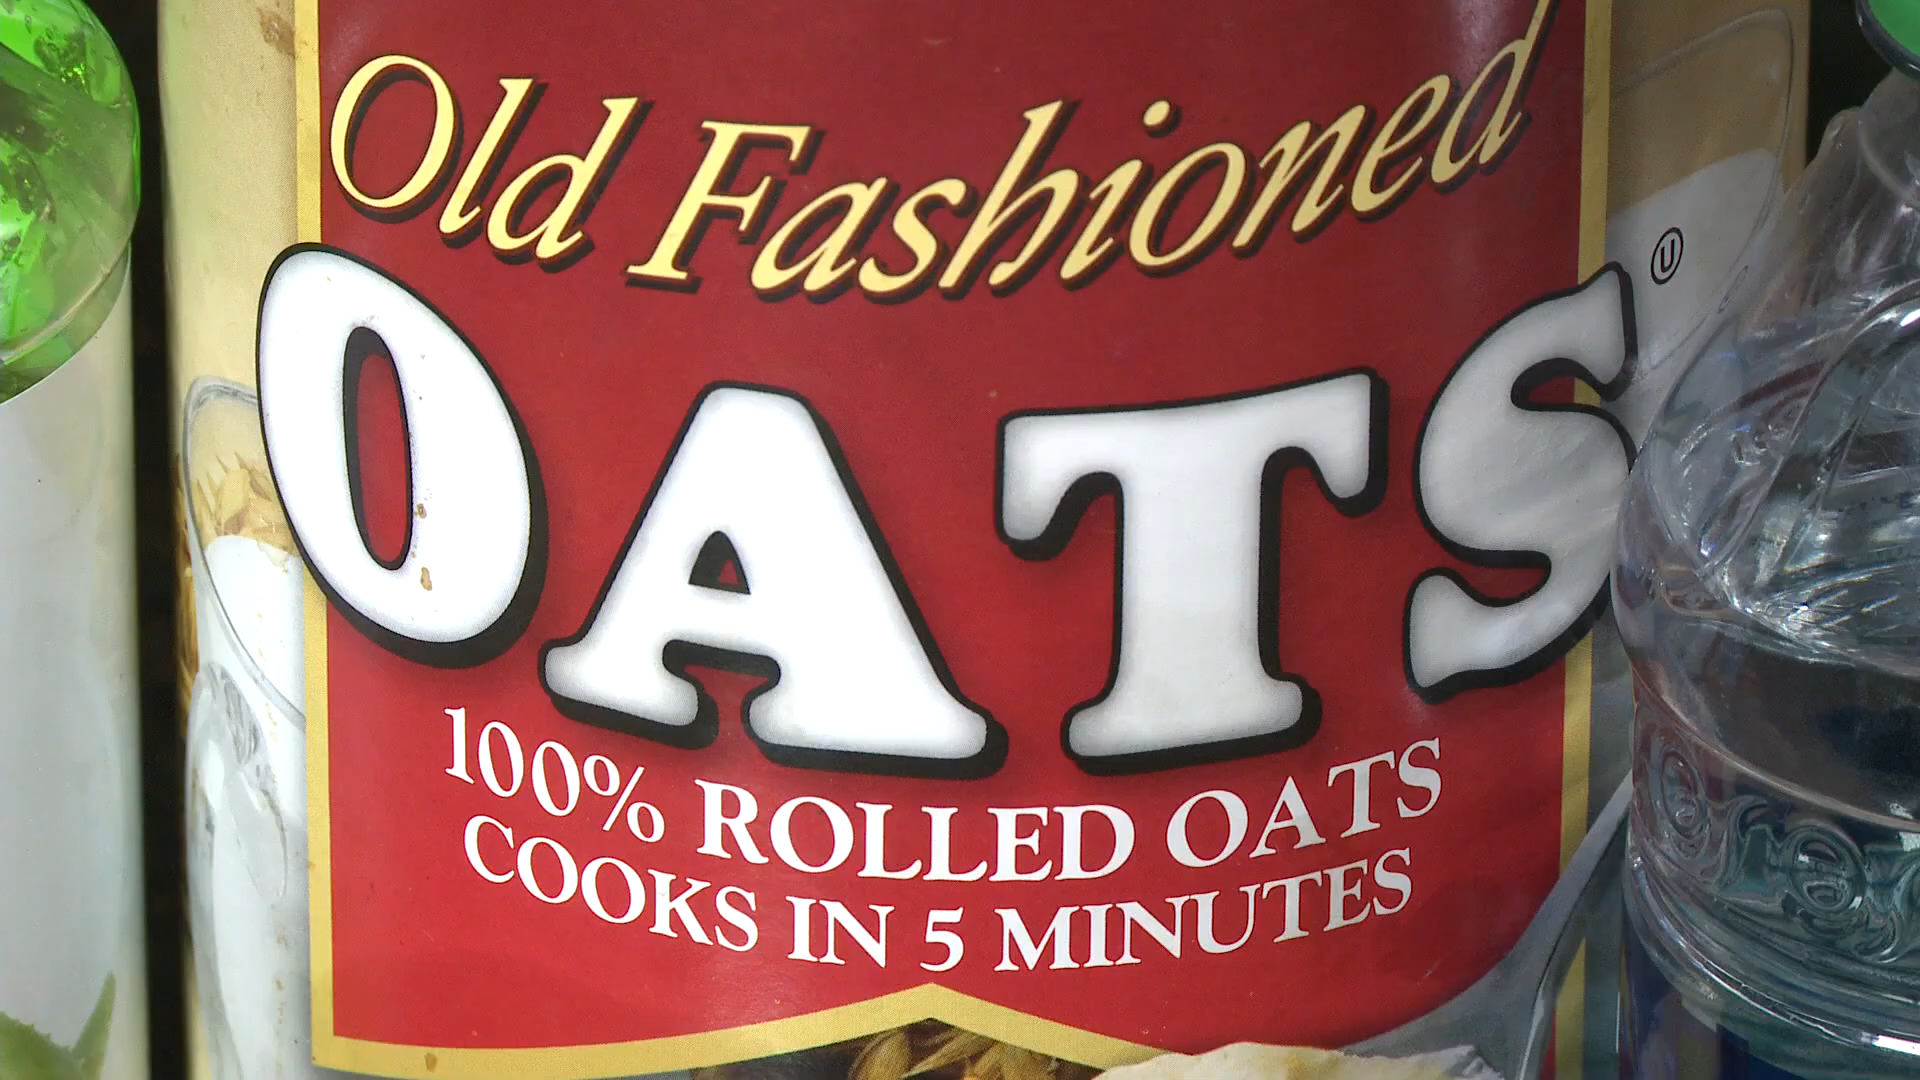 Old Fashioned
OATS
U
100% ROLLED OATS
COOKS IN 5 MINUTES